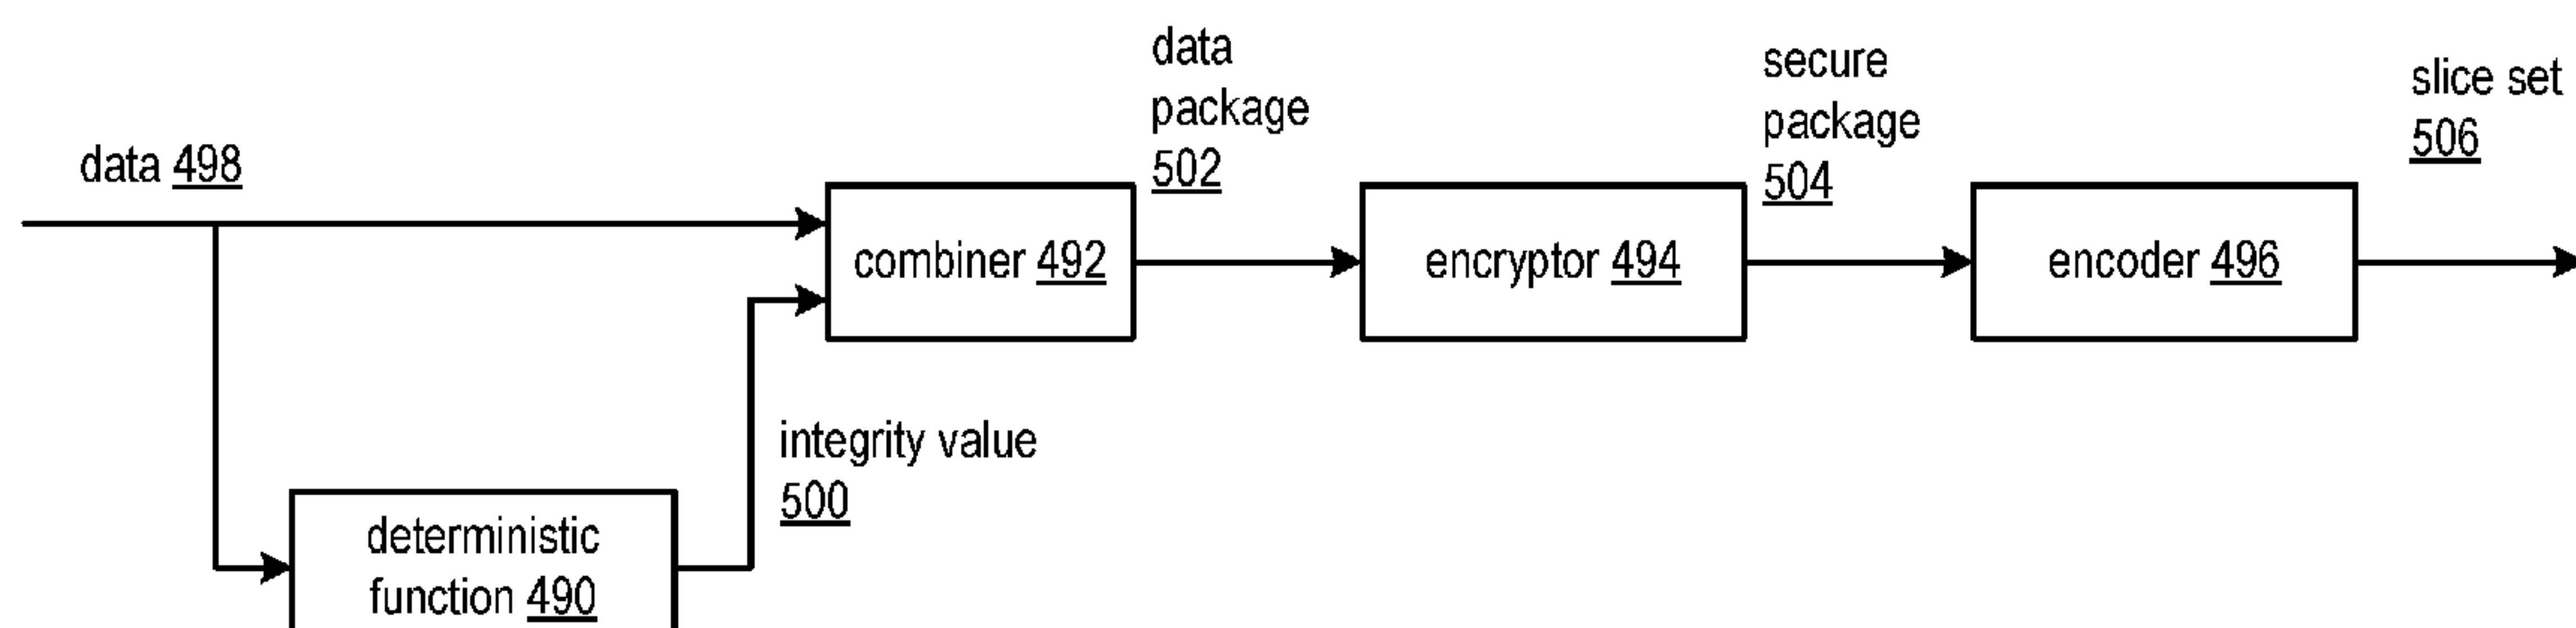 data 498
data
package
502
secure
package
504
slice set
506
combiner 492
encryptor 494
encoder 496
integrity value
500
deterministic
function 490